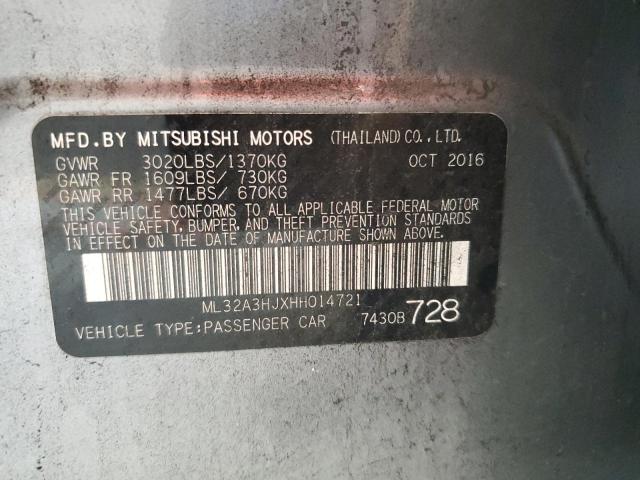 MFD.BY MITSUBISHI MOTORS (THAILAND) CO., LTD.
GVWR 3020LBS/1370KG OCT 2016
GAWR FR 1609LBS/ 730KG
GAWR RR 1477LBS/ 670KG
THIS VEHICLE CONFORMS TO ALL APPLICABLE FEDERAL MOTOR
VEHICLE SAFETY, BUMPER, AND THEFT PREVENTION STANDARDS
IN EFFECT ON THE DATE OF MANUFACTURE SHOWN ABOVE.
ML32A3HJXHH014721
VEHICLE TYPE:PASSENGER CAR 7430B 728